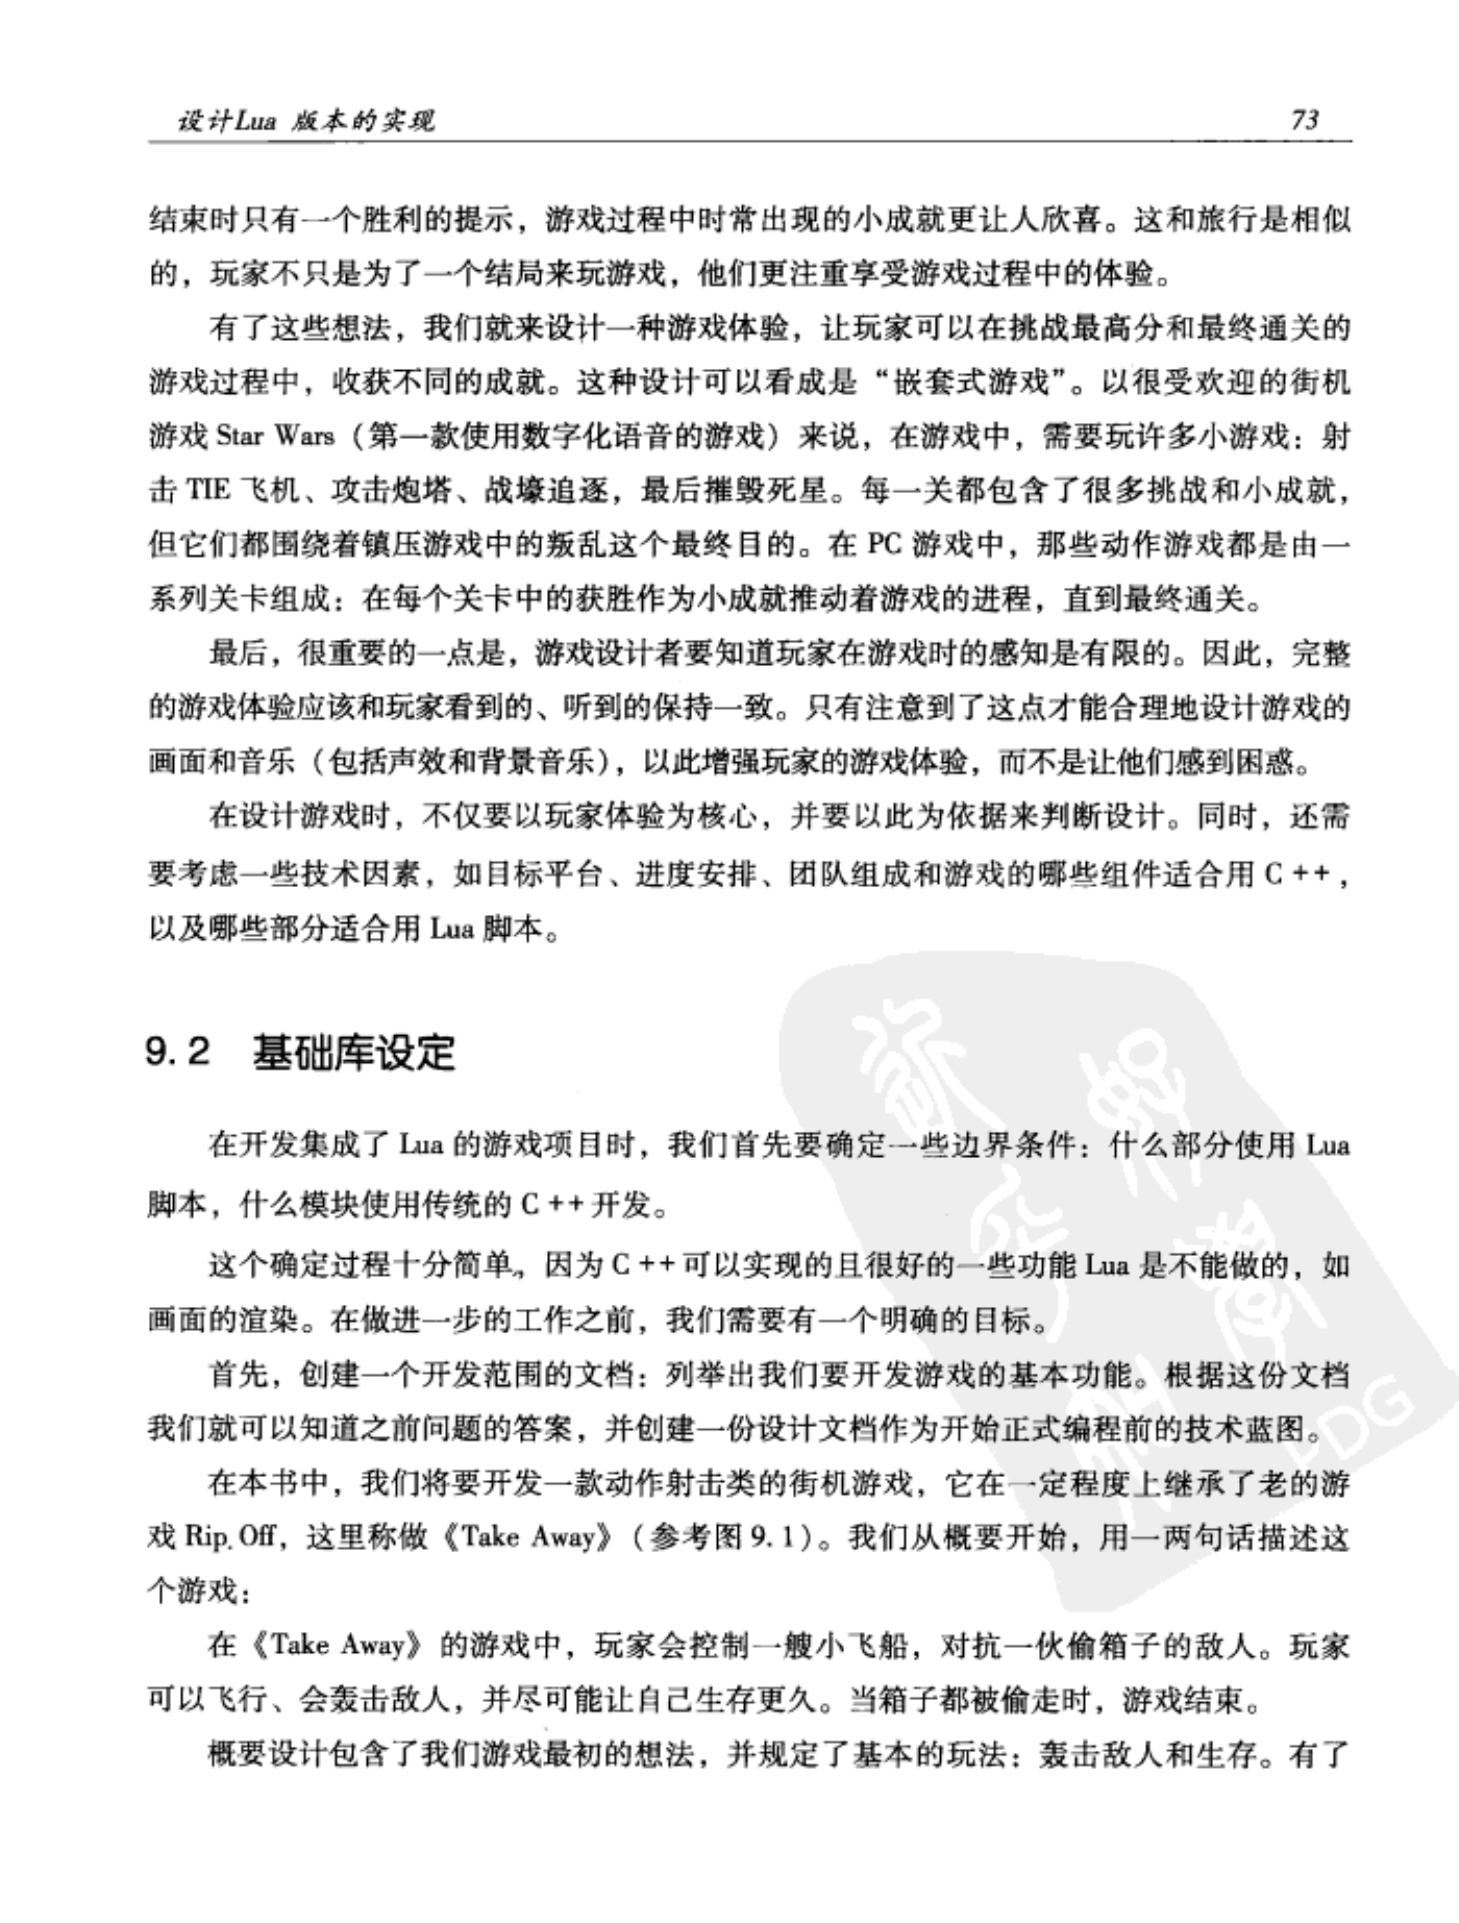 设计Lua 版本的实现 73
结束时只有一个胜利的提示，游戏过程中时常出现的小成就更让人欣喜。这和旅行是相似
的，玩家不只是为了一个结局来玩游戏，他们更注重享受游戏过程中的体验。
有了这些想法，我们就来设计一种游戏体验，让玩家可以在挑战最高分和最终通关的
游戏过程中，收获不同的成就。这种设计可以看成是“嵌套式游戏”。以很受欢迎的街机
游戏 Star Wars（第一款使用数字化语音的游戏）来说，在游戏中，需要玩许多小游戏：射
击 TIE 飞机、攻击炮塔、战壕追逐，最后摧毁死星。每一关都包含了很多挑战和小成就，
但它们都围绕着镇压游戏中的叛乱这个最终目的。在 PC 游戏中，那些动作游戏都是由一
系列关卡组成：在每个关卡中的获胜作为小成就推动着游戏的进程，直到最终通关。
最后，很重要的一点是，游戏设计者要知道玩家在游戏时的感知是有限的。因此，完整
的游戏体验应该和玩家看到的、听到的保持一致。只有注意到了这点才能合理地设计游戏的
画面和音乐（包括声效和背景音乐），以此增强玩家的游戏体验，而不是让他们感到困惑。
在设计游戏时，不仅要以玩家体验为核心，并要以此为依据来判断设计。同时，还需
要考虑一些技术因素，如目标平台、进度安排、团队组成和游戏的哪些组件适合用 C ++，
以及哪些部分适合用 Lua 脚本。
9.2 基础库设定
在开发集成了 Lua 的游戏项目时，我们首先要确定一些边界条件：什么部分使用 Lua
脚本，什么模块使用传统的 C ++开发。
这个确定过程十分简单，因为 C ++可以实现的且很好的一些功能 Lua 是不能做的，如
画面的渲染。在做进一步的工作之前，我们需要有一个明确的目标。
首先，创建一个开发范围的文档：列举出我们要开发游戏的基本功能。根据这份文档
我们就可以知道之前问题的答案，并创建一份设计文档作为开始正式编程前的技术蓝图。
在本书中，我们将要开发一款动作射击类的街机游戏，它在一定程度上继承了老的游
戏 Rip Off，这里称做《Take Away》（参考图 9.1）。我们从概要开始，用一两句话描述这
个游戏：
在《Take Away》的游戏中，玩家会控制一艘小飞船，对抗一伙偷箱子的敌人。玩家
可以飞行、会轰击敌人，并尽可能让自己生存更久。当箱子都被偷走时，游戏结束。
概要设计包含了我们游戏最初的想法，并规定了基本的玩法：轰击敌人和生存。有了
PDG